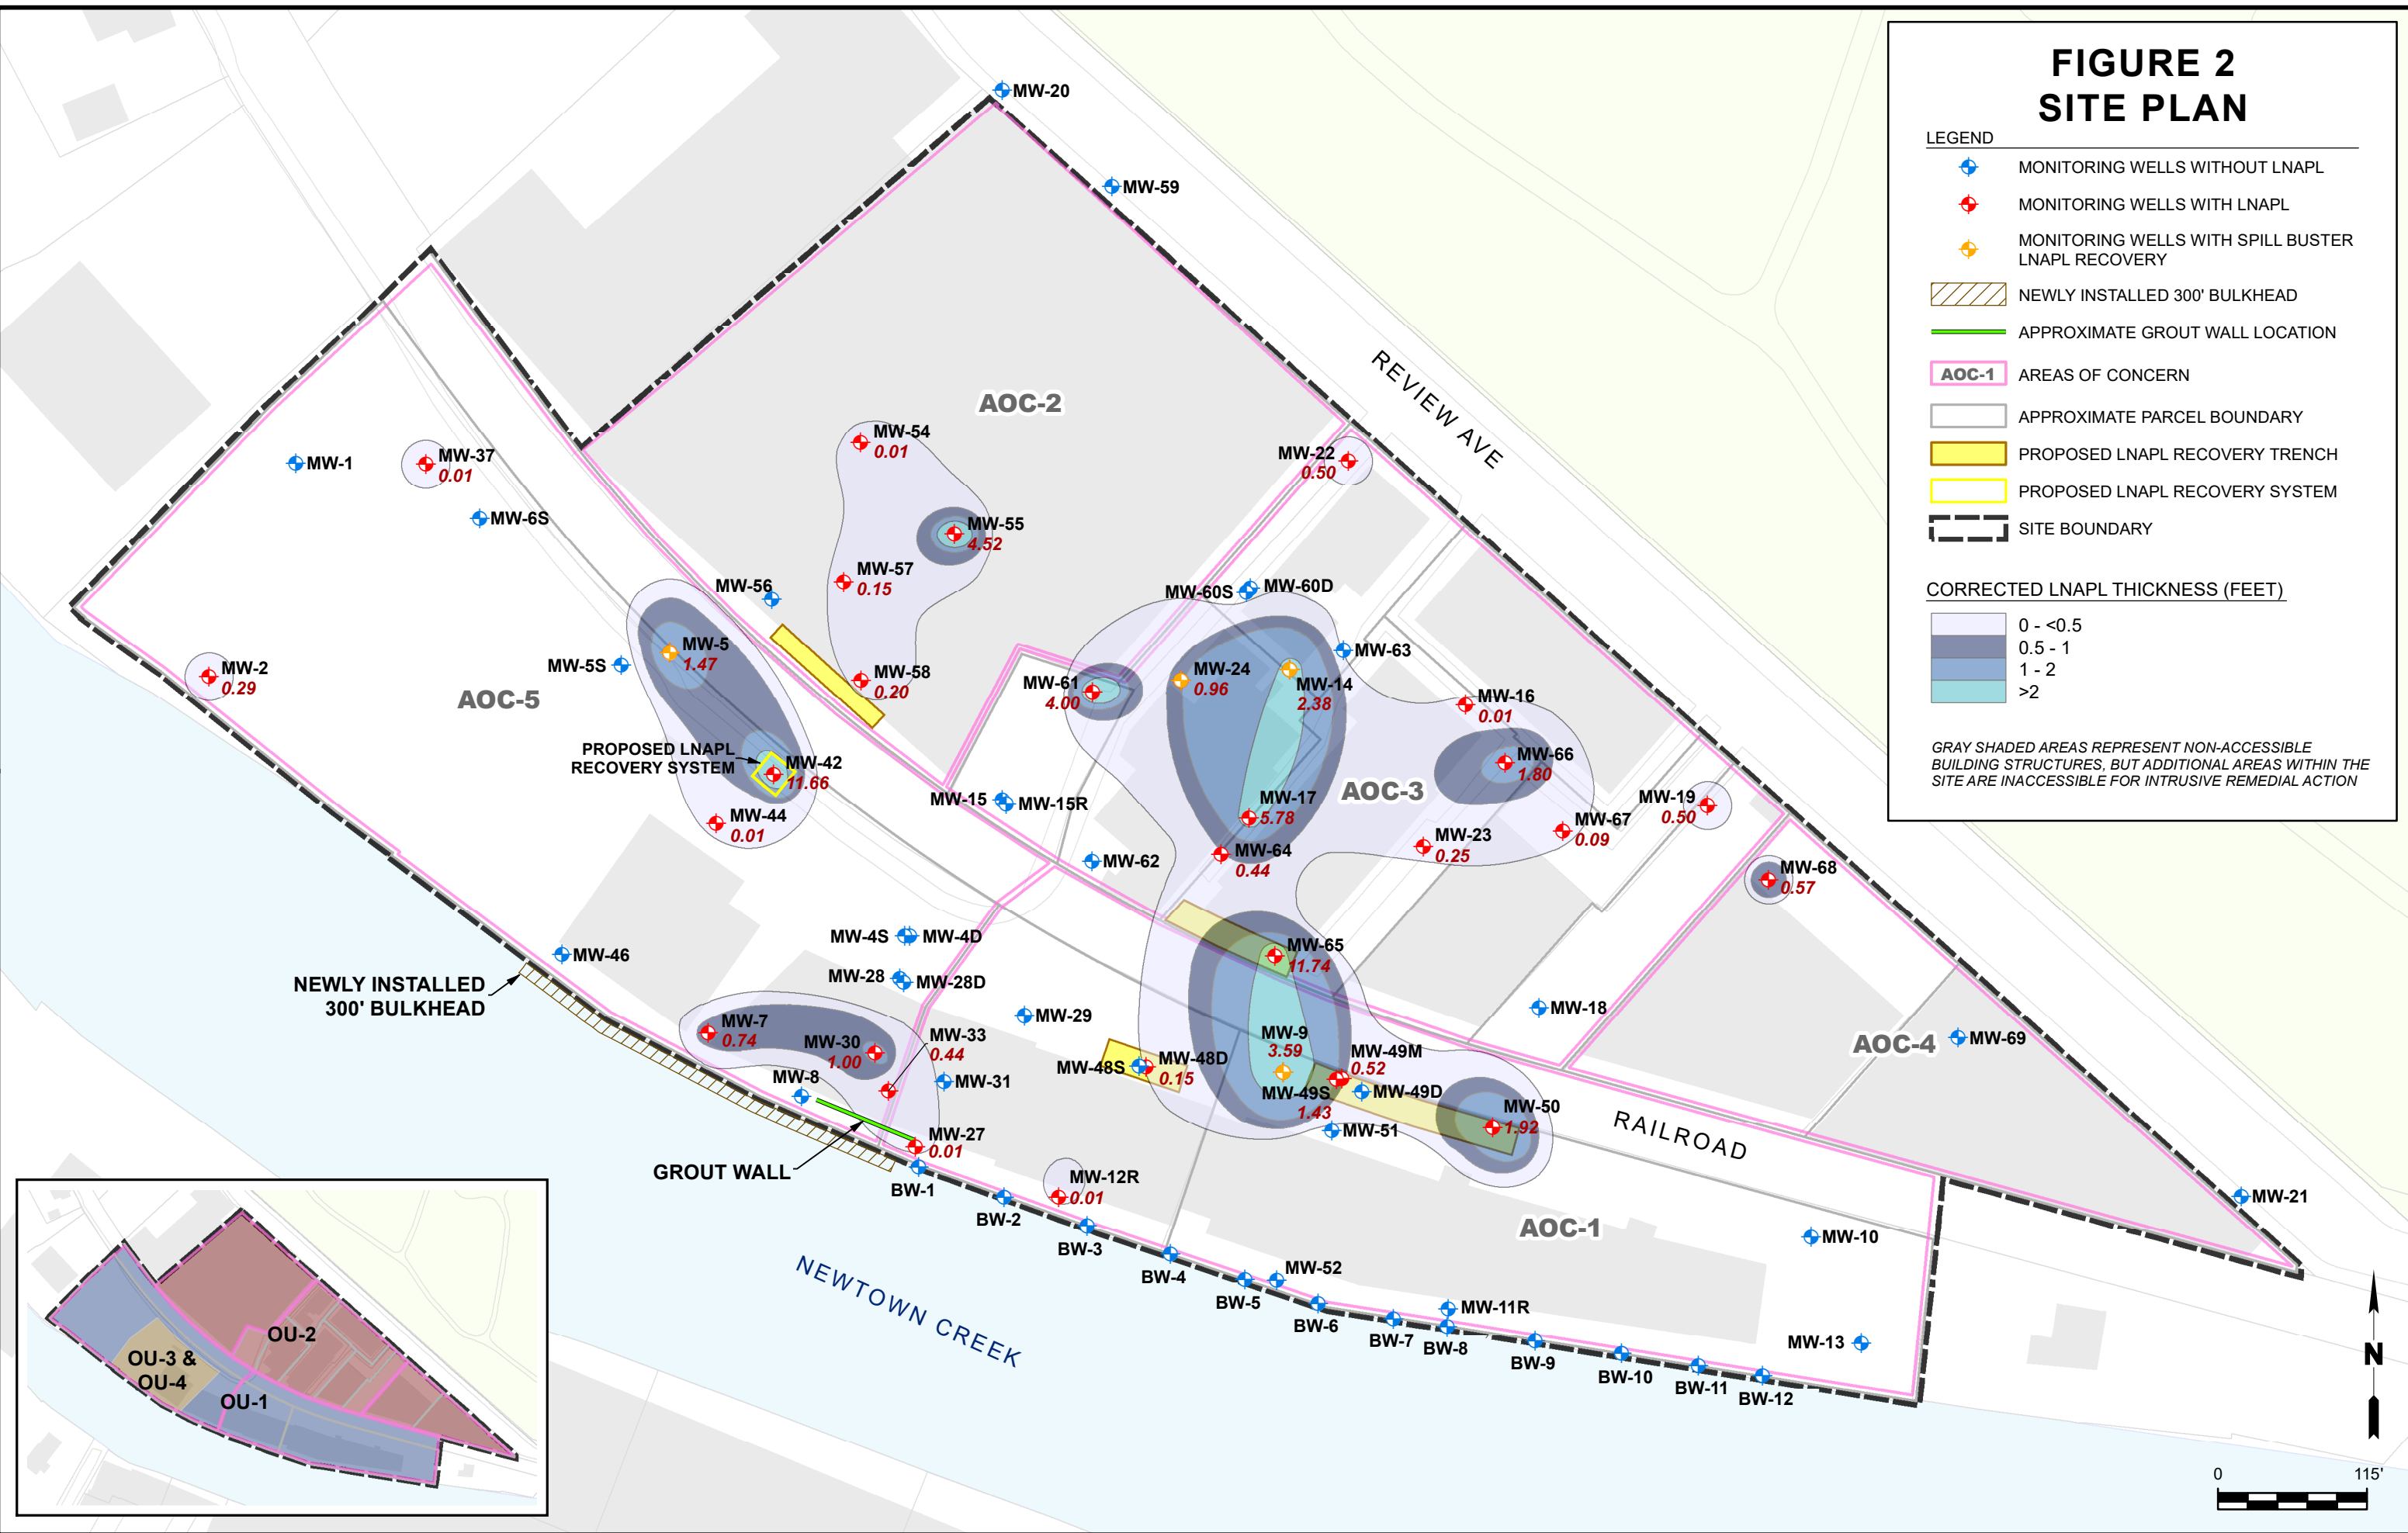 FIGURE 2
SITE PLAN
LEGEND
MONITORING WELLS WITHOUT LNAPL
MONITORING WELLS WITH LNAPL
MONITORING WELLS WITH SPILL BUSTER
LNAPL RECOVERY
NEWLY INSTALLED 300' BULKHEAD
APPROXIMATE GROUT WALL LOCATION
AOC-1 AREAS OF CONCERN
APPROXIMATE PARCEL BOUNDARY
PROPOSED LNAPL RECOVERY TRENCH
PROPOSED LNAPL RECOVERY SYSTEM
SITE BOUNDARY
CORRECTED LNAPL THICKNESS (FEET)
0 - <0.5
0.5 - 1
1 - 2
>2
GRAY SHADED AREAS REPRESENT NON-ACCESSIBLE
BUILDING STRUCTURES, BUT ADDITIONAL AREAS WITHIN THE
SITE ARE INACCESSIBLE FOR INTRUSIVE REMEDIAL ACTION
MW-20
MW-59
REVIEW AVE
AOC-2
MW-54
0.01
MW-22
0.50
MW-1
MW-37
0.01
MW-6S
MW-55
4.52
MW-57
0.15
MW-56
MW-60S
MW-60D
MW-5
1.47
MW-5S
MW-63
MW-2
0.29
AOC-5
MW-58
0.20
MW-61
4.00
MW-24
0.96
MW-14
2.38
MW-16
0.01
PROPOSED LNAPL
RECOVERY SYSTEM
MW-42
11.66
MW-66
1.80
AOC-3
MW-15
MW-15R
MW-17
5.78
MW-19
0.50
MW-44
0.01
MW-67
0.09
MW-23
0.25
MW-62
MW-64
0.44
MW-68
0.57
MW-4S
MW-4D
MW-65
11.74
MW-46
MW-28
MW-28D
NEWLY INSTALLED
300' BULKHEAD
MW-18
MW-29
MW-7
0.74
MW-30
1.00
MW-33
0.44
MW-9
3.59
AOC-4
MW-69
MW-49M
0.52
MW-48S
MW-48D
0.15
MW-8
MW-31
MW-49S
1.43
MW-49D
MW-50
1.92
MW-51
RAILROAD
MW-27
0.01
GROUT WALL
BW-1
MW-12R
0.01
BW-2
BW-3
MW-21
AOC-1
MW-10
NEWTOWN CREEK
BW-4
MW-52
BW-5
BW-6
MW-11R
BW-7
BW-8
BW-9
MW-13
BW-10
BW-11
BW-12
OU-2
OU-3 &
OU-4
OU-1
N
0 115'